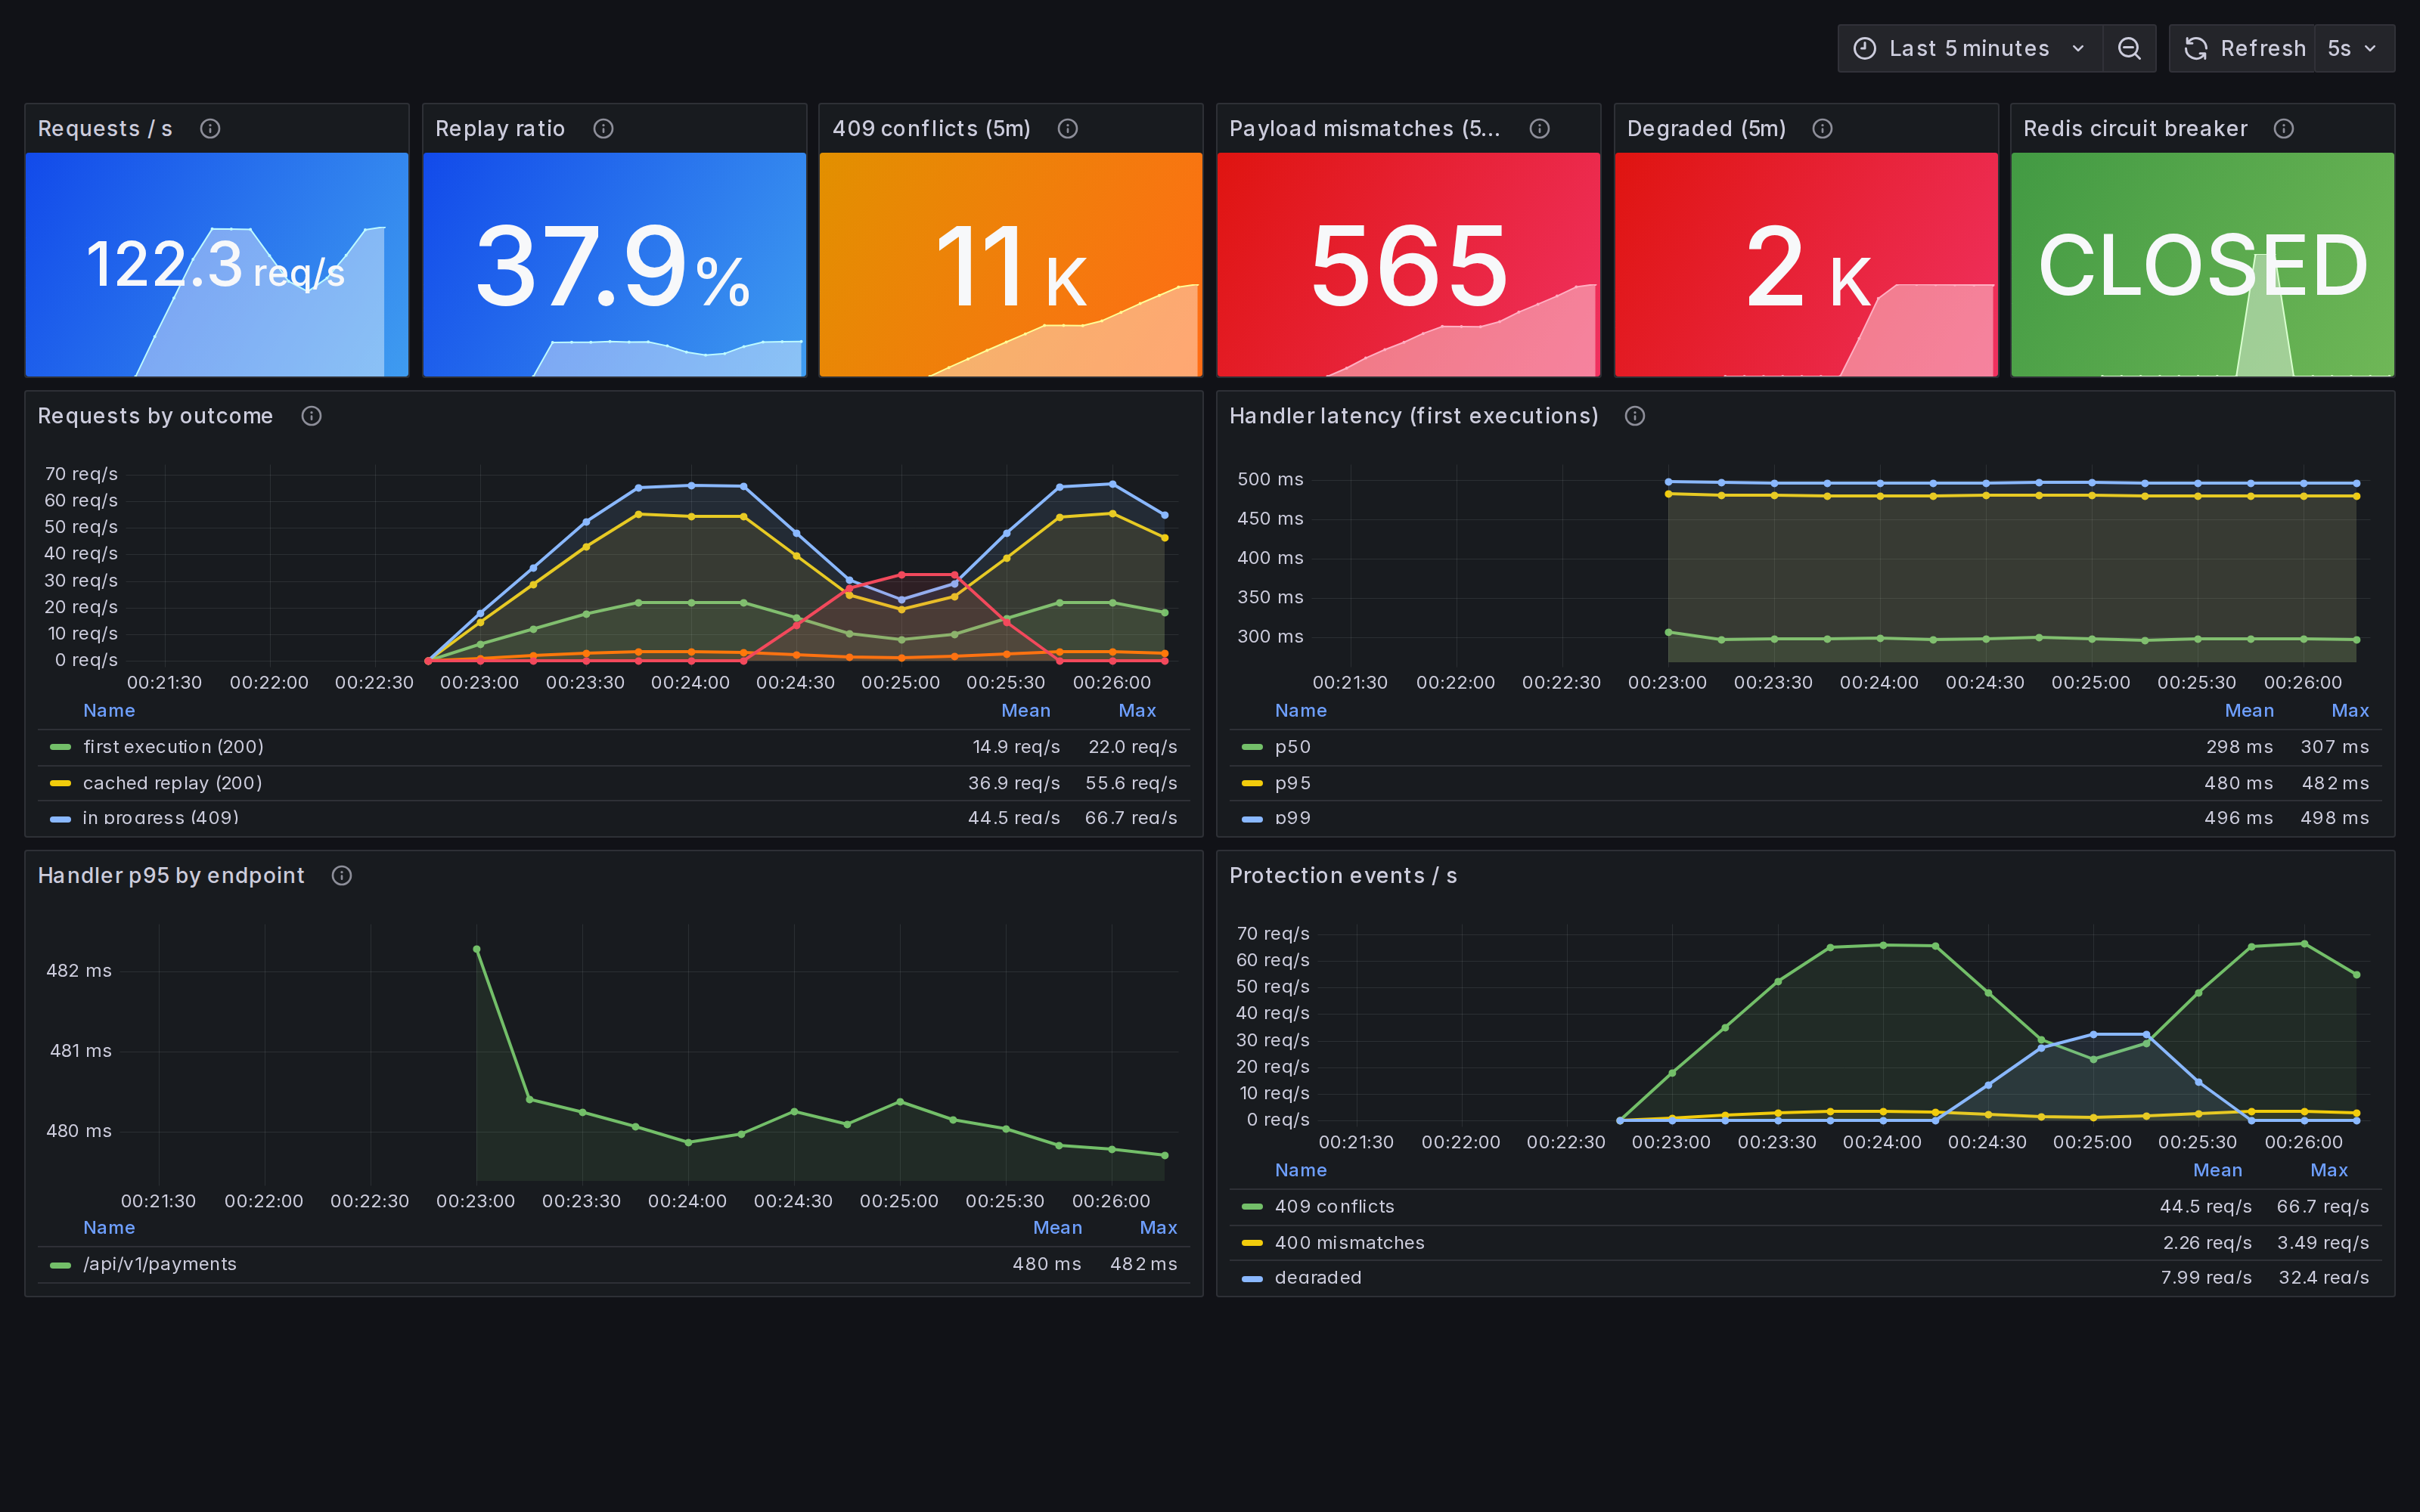 Last 5 minutes
Refresh
5s
Requests / s
Replay ratio
409 conflicts (5m)
Payload mismatches (5...
Degraded (5m)
Redis circuit breaker
122.3 req/s
37.9%
11 K
565
2 K
CLOSED
Requests by outcome
70 req/s
60 req/s
50 req/s
40 req/s
30 req/s
20 req/s
10 req/s
0 req/s
00:21:30 00:22:00 00:22:30 00:23:00 00:23:30 00:24:00 00:24:30 00:25:00 00:25:30 00:26:00
Name Mean Max
first execution (200) 14.9 req/s 22.0 req/s
cached replay (200) 36.9 req/s 55.6 req/s
in progress (409) 44.5 req/s 66.7 req/s
Handler latency (first executions)
500 ms
450 ms
400 ms
350 ms
300 ms
00:21:30 00:22:00 00:22:30 00:23:00 00:23:30 00:24:00 00:24:30 00:25:00 00:25:30 00:26:00
Name Mean Max
p50 298 ms 307 ms
p95 480 ms 482 ms
p99 496 ms 498 ms
Handler p95 by endpoint
482 ms
481 ms
480 ms
00:21:30 00:22:00 00:22:30 00:23:00 00:23:30 00:24:00 00:24:30 00:25:00 00:25:30 00:26:00
Name Mean Max
/api/v1/payments 480 ms 482 ms
Protection events / s
70 req/s
60 req/s
50 req/s
40 req/s
30 req/s
20 req/s
10 req/s
0 req/s
00:21:30 00:22:00 00:22:30 00:23:00 00:23:30 00:24:00 00:24:30 00:25:00 00:25:30 00:26:00
Name Mean Max
409 conflicts 44.5 req/s 66.7 req/s
400 mismatches 2.26 req/s 3.49 req/s
degraded 7.99 req/s 32.4 req/s